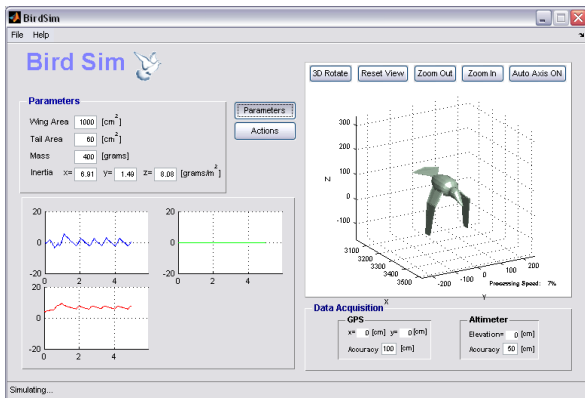 BirdSim
File Help
Bird Sim
Parameters
Wing Area 1000 [cm²]
Tail Area 60 [cm²]
Mass 400 [grams]
Inertia x= 6.91 y= 1.49 z= 8.08 [grams/m²]
Parameters
Actions
20
0
-20
0 2 4
20
0
-20
0 2 4
20
0
-20
0 2 4
3D Rotate Reset View Zoom Out Zoom In Auto Axis ON
300
200
100
0
-100
Z
3100
3200
3300
3400
3500
X
-200 -100 0 100 200
Y
Processing Speed: 7%
Data Acquisition
GPS
x= 0 [cm] y= 0 [cm]
Accuracy 100 [cm]
Altimeter
Elevation= 0 [cm]
Accuracy 50 [cm]
Simulating...